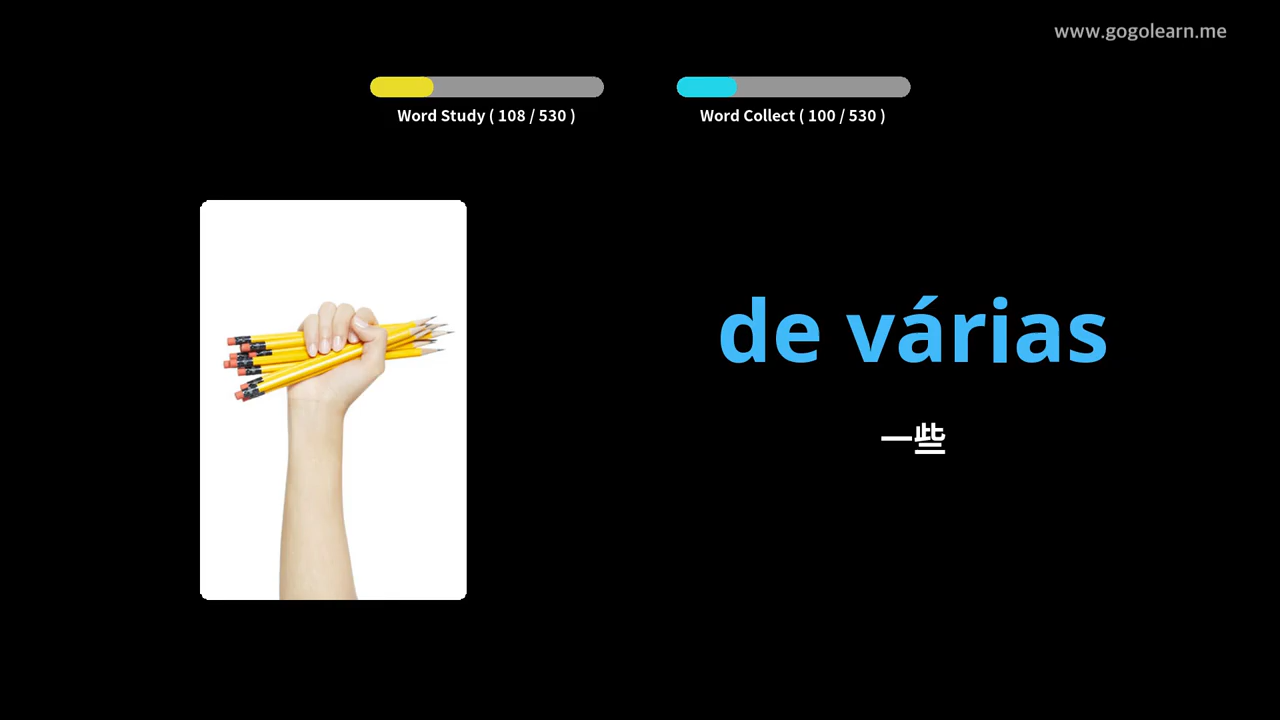 www.gogolearn.me
Word Study ( 108 / 530 )
Word Collect ( 100 / 530 )
de várias
一些